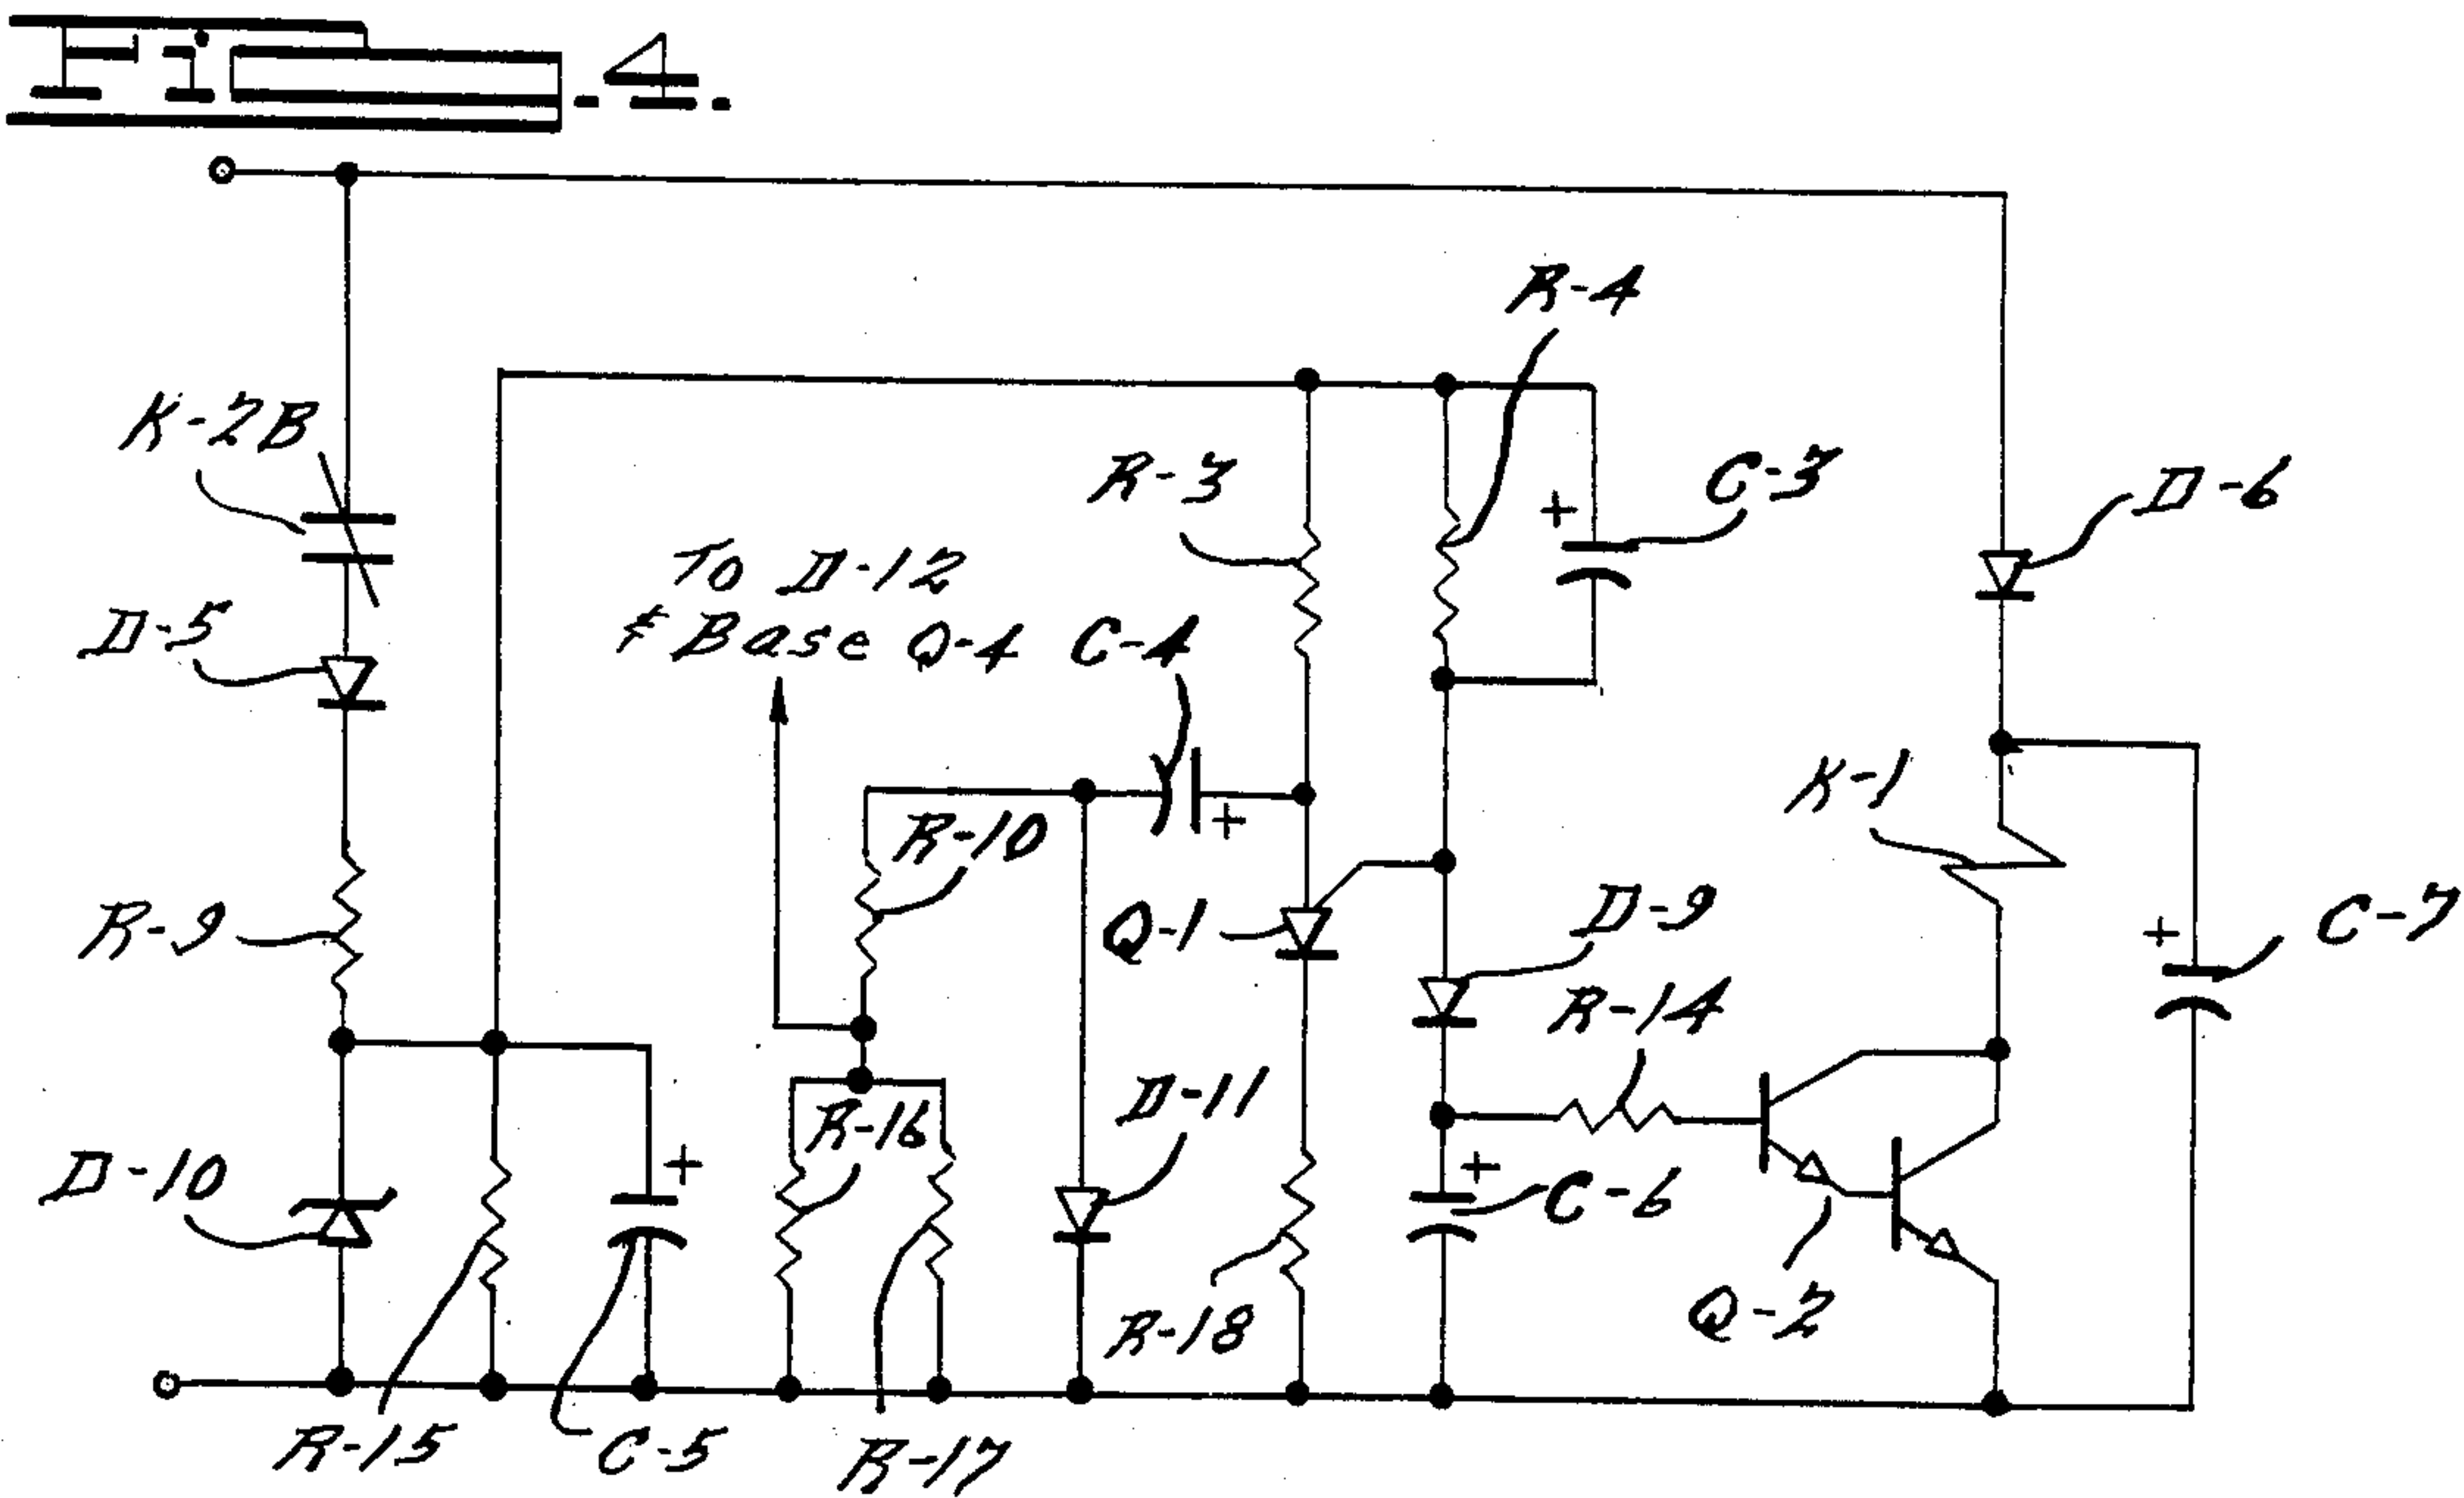 Fig. 4.
R-4
K-2B
R-3
C-3
D-6
To D-12
& Base Q-4
C-4
D-5
K-1
R-10
R-9
Q-1
D-9
C-7
R-14
D-11
R-16
D-10
C-6
Q-2
R-18
R-15
C-5
R-17
+
+
+
+
+